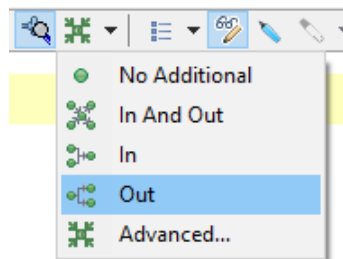 No Additional
In And Out
In
Out
Advanced...